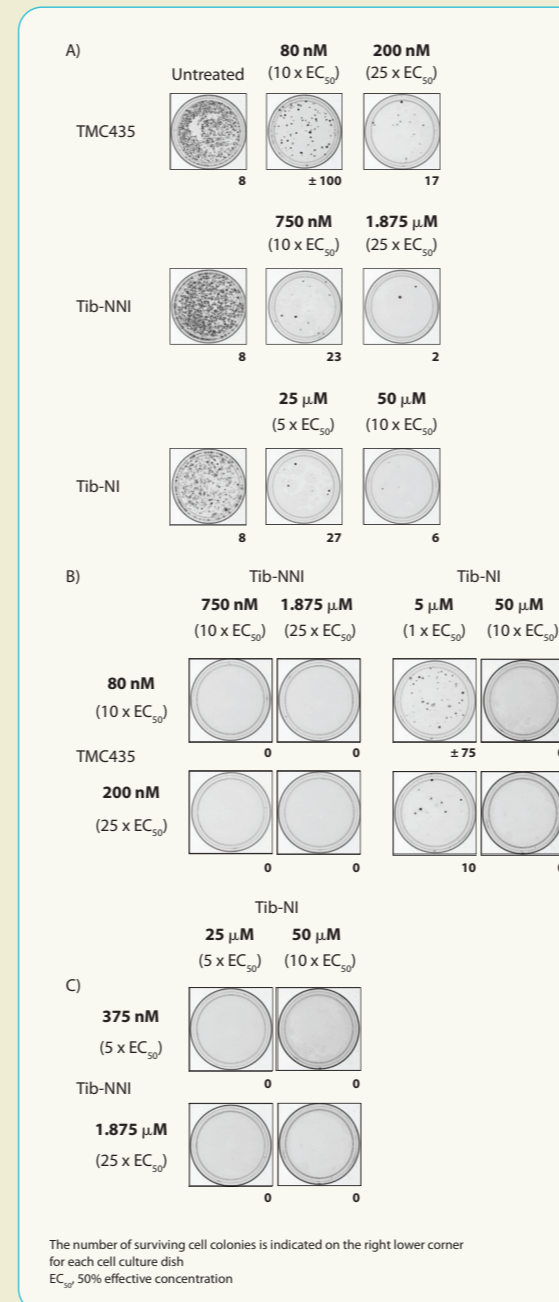 A)
80 nM 200 nM
Untreated (10 x EC50) (25 x EC50)
TMC435
8 ± 100 17
750 nM 1.875 µM
(10 x EC50) (25 x EC50)
Tib-NNI
8 23 2
25 µM 50 µM
(5 x EC50) (10 x EC50)
Tib-NI
8 27 6
B) Tib-NNI Tib-NI
750 nM 1.875 µM 5 µM 50 µM
(10 x EC50) (25 x EC50) (1 x EC50) (10 x EC50)
80 nM
(10 x EC50)
0 0 ± 75
TMC435
200 nM
(25 x EC50)
0 0 10
Tib-NI
25 µM 50 µM
(5 x EC50) (10 x EC50)
C)
375 nM
(5 x EC50)
0 0
Tib-NNI
1.875 µM
(25 x EC50)
0 0
The number of surviving cell colonies is indicated on the right lower corner
for each cell culture dish
EC50, 50% effective concentration